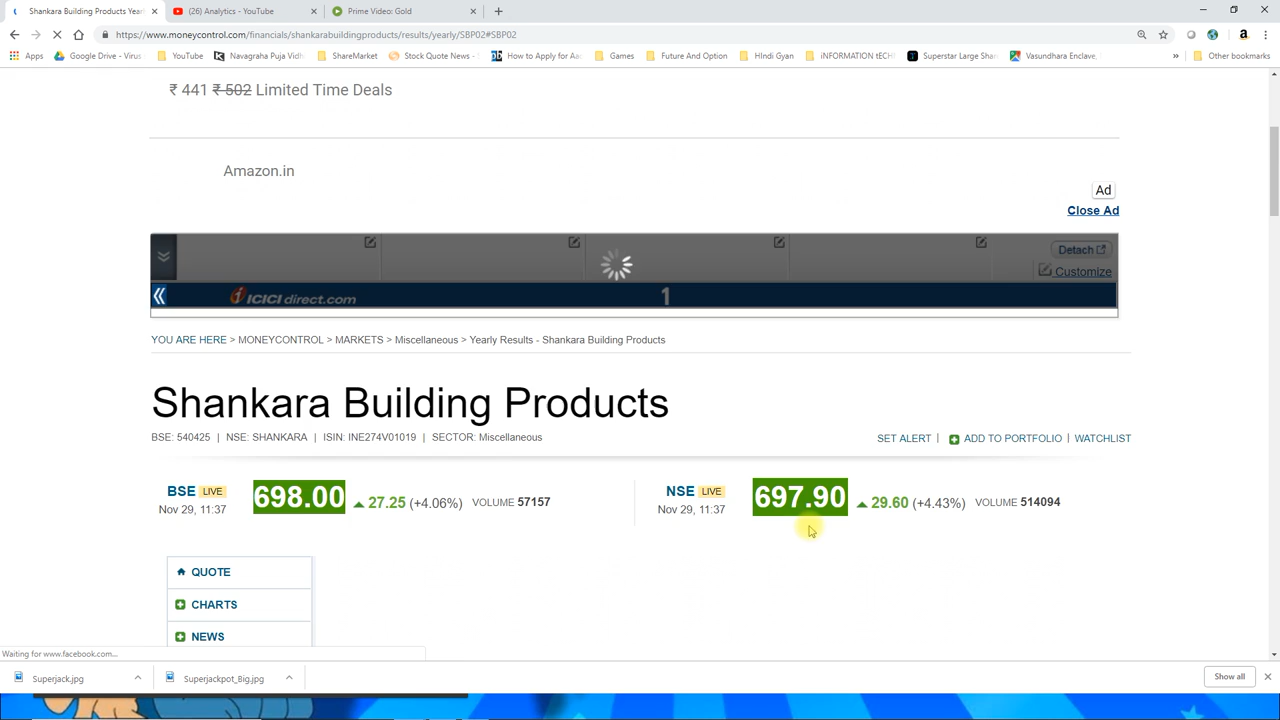 Shankara Building Products Year
(26) Analytics - YouTube
Prime Video: Gold
https://www.moneycontrol.com/financials/shankarabuildingproducts/results/yearly/SBP02#SBP02
Apps
Google Drive - Virus
YouTube
Navagraha Puja Vidh
ShareMarket
Stock Quote News -
How to Apply for Aad
Games
Future And Option
HIndi Gyan
iNFORMATION tECH
Superstar Large Shar
Vasundhara Enclave,
Other bookmarks
₹ 441 ₹ 502 Limited Time Deals
Amazon.in
Ad
Close Ad
Detach
Customize
ICICI direct.com
1
YOU ARE HERE > MONEYCONTROL > MARKETS > Miscellaneous > Yearly Results - Shankara Building Products
Shankara Building Products
BSE: 540425 | NSE: SHANKARA | ISIN: INE274V01019 | SECTOR: Miscellaneous
SET ALERT | ADD TO PORTFOLIO | WATCHLIST
BSE LIVE
Nov 29, 11:37
698.00
27.25 (+4.06%) VOLUME 57157
NSE LIVE
Nov 29, 11:37
697.90
29.60 (+4.43%) VOLUME 514094
QUOTE
CHARTS
NEWS
Waiting for www.facebook.com...
Superjack.jpg
Superjackpot_Big.jpg
Show all